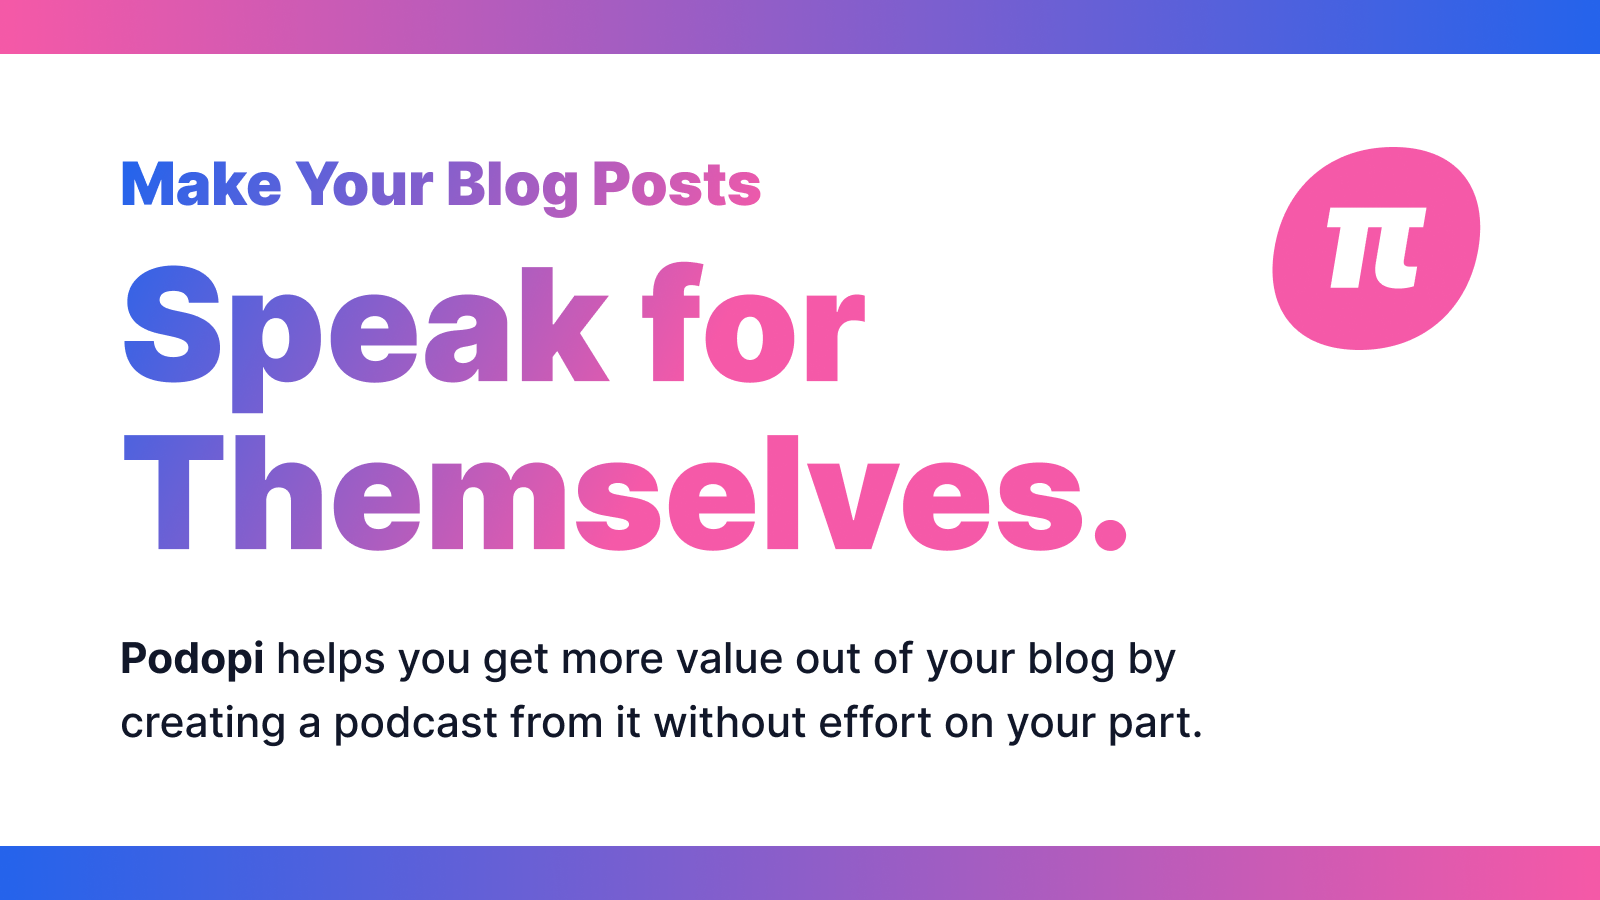 Make Your Blog Posts
Speak for
Themselves.
π
Podopi helps you get more value out of your blog by
creating a podcast from it without effort on your part.